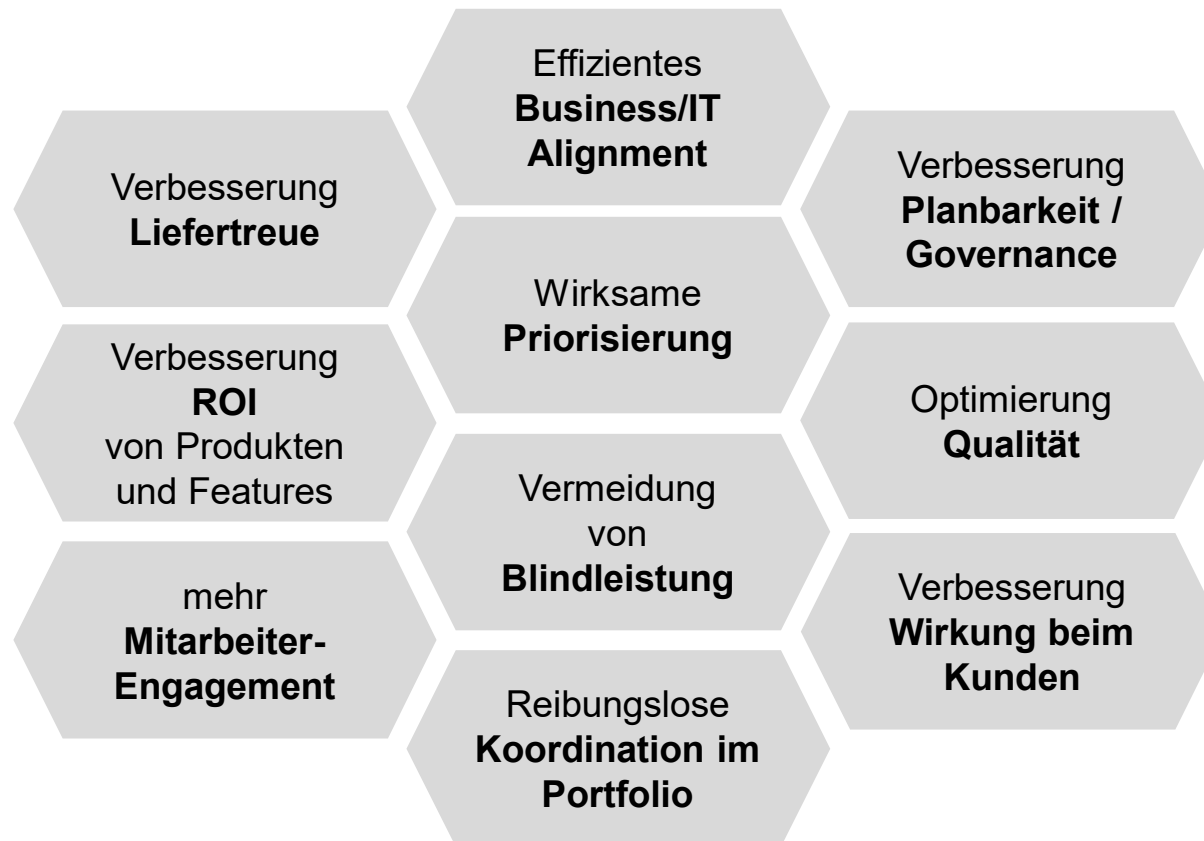 Effizientes
Business/IT
Alignment
Verbesserung
Liefertreue
Verbesserung
Planbarkeit /
Governance
Wirksame
Priorisierung
Verbesserung
ROI
von Produkten
und Features
Optimierung
Qualität
Vermeidung
von
Blindleistung
mehr
Mitarbeiter-
Engagement
Verbesserung
Wirkung beim
Kunden
Reibungslose
Koordination im
Portfolio